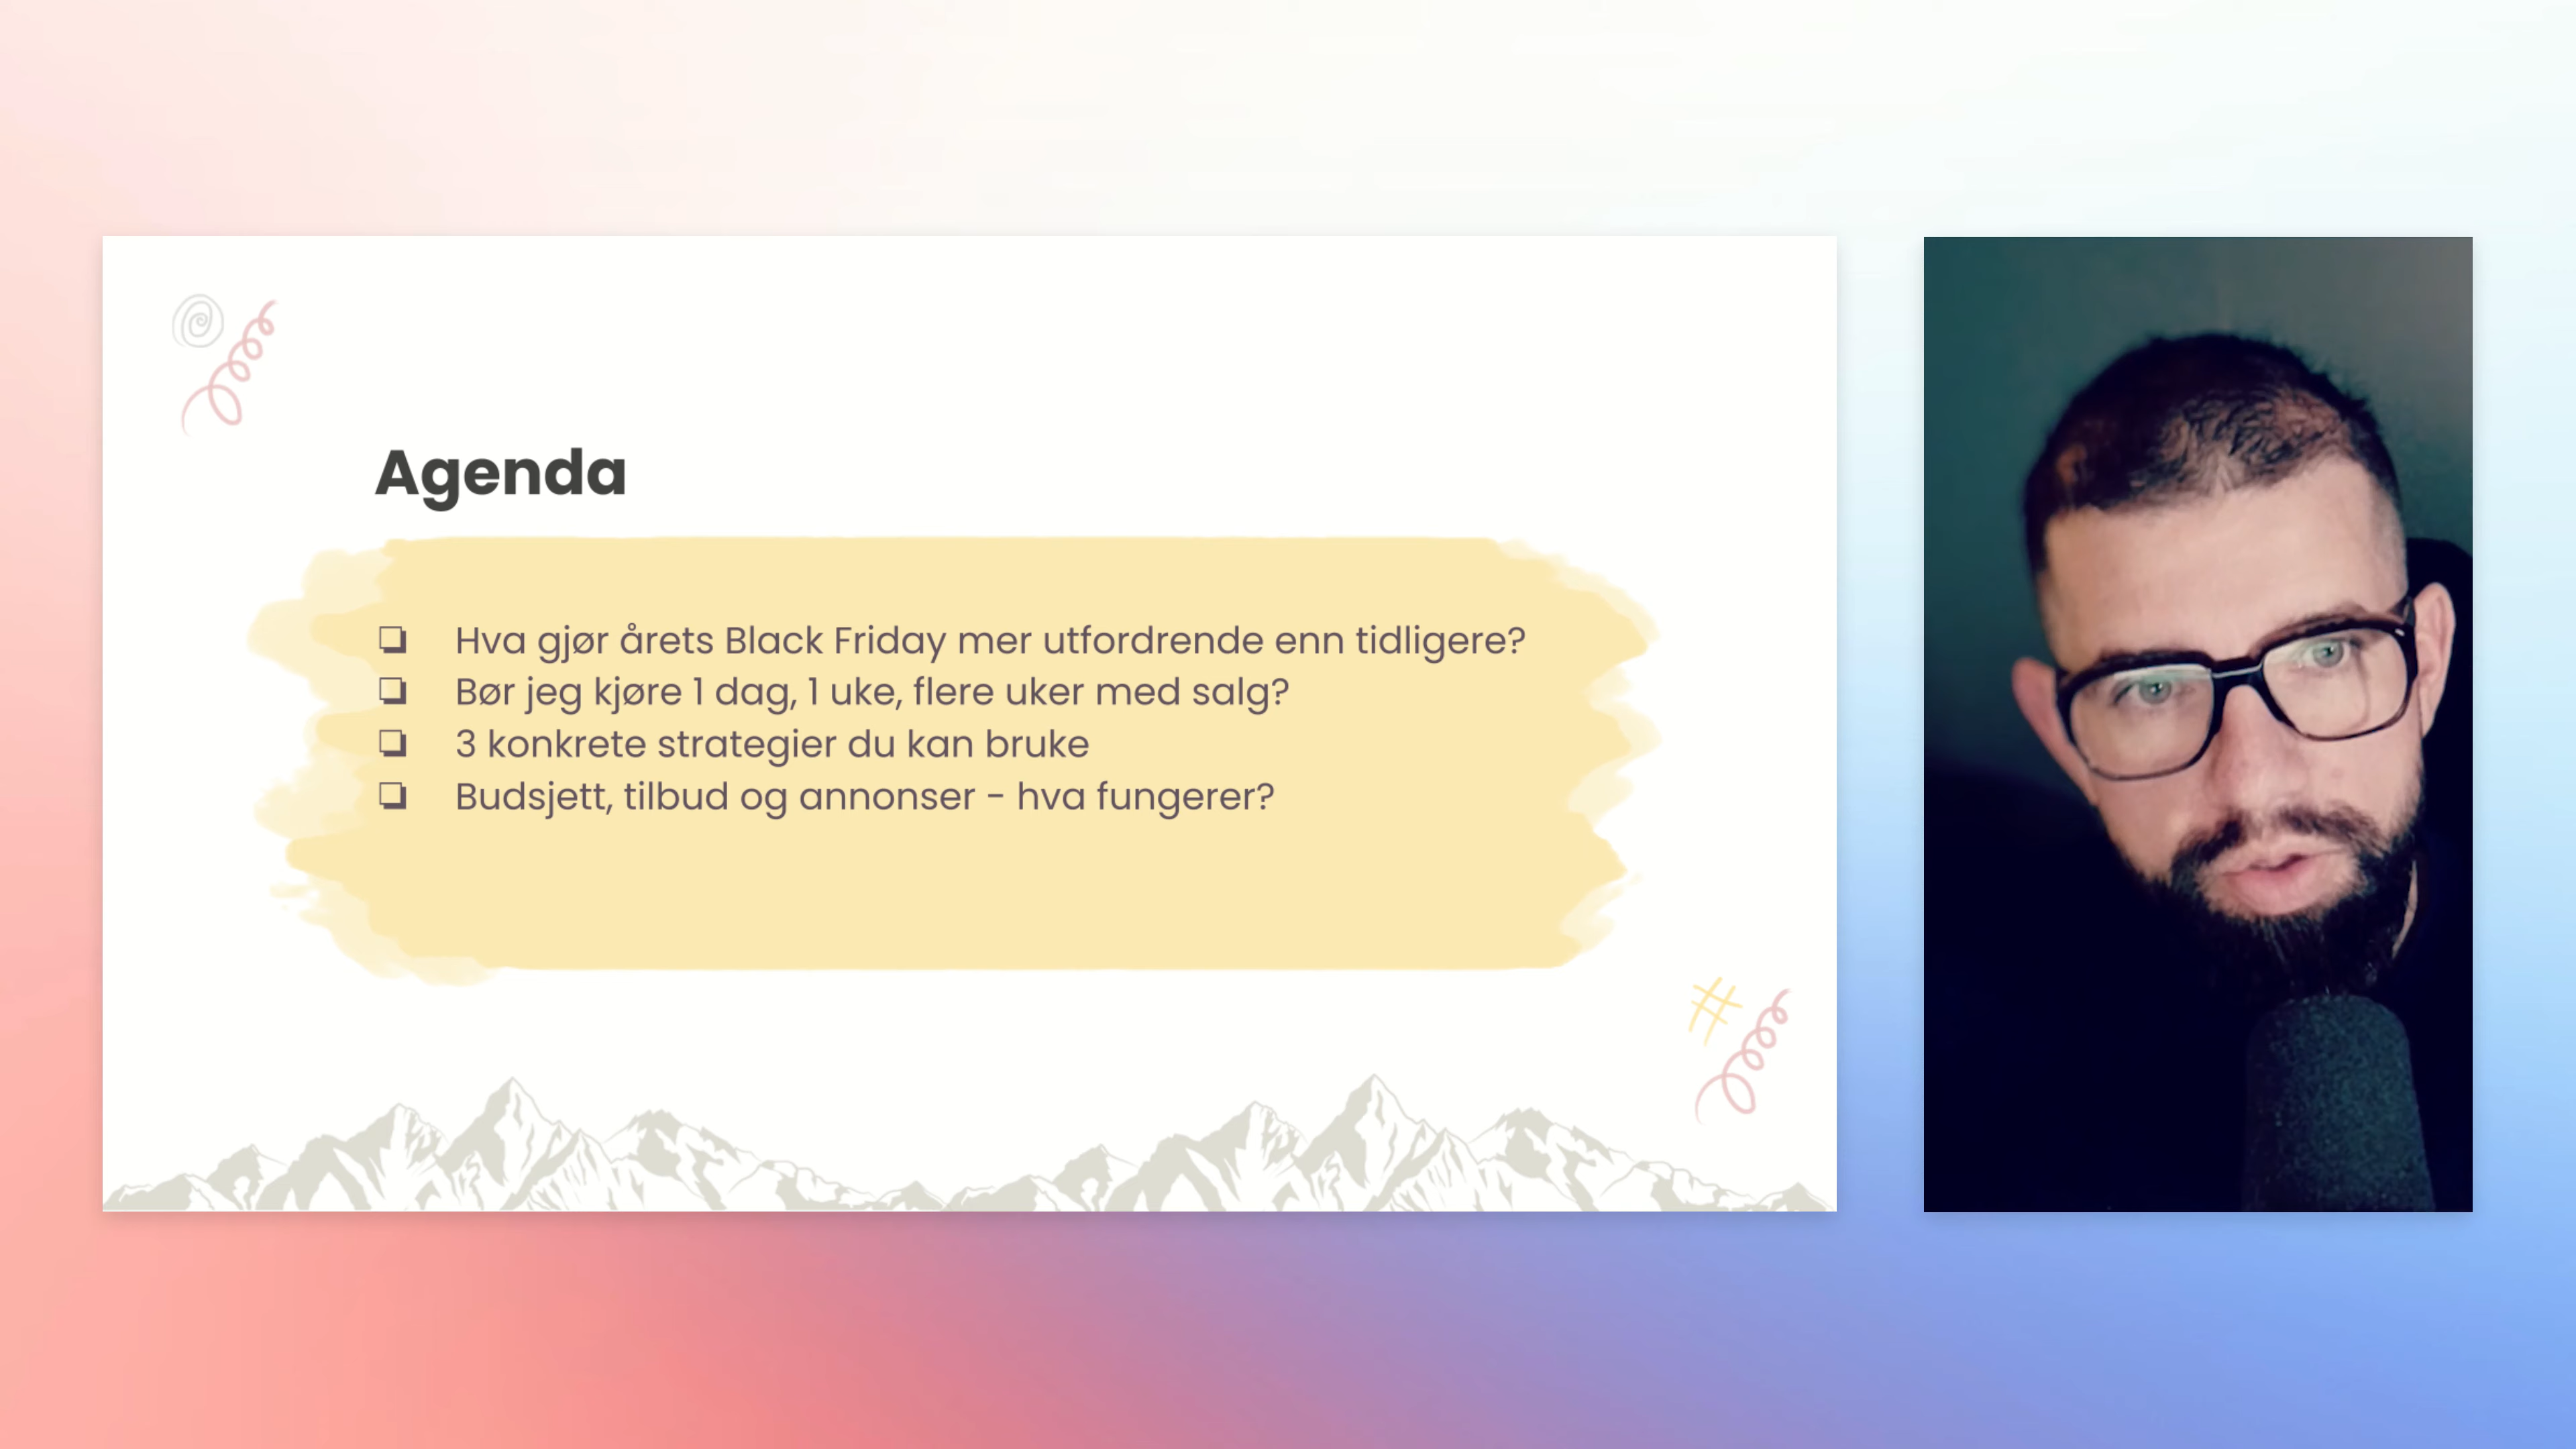 Agenda
Hva gjør årets Black Friday mer utfordrende enn tidligere?
Bør jeg kjøre 1 dag, 1 uke, flere uker med salg?
3 konkrete strategier du kan bruke
Budsjett, tilbud og annonser - hva fungerer?